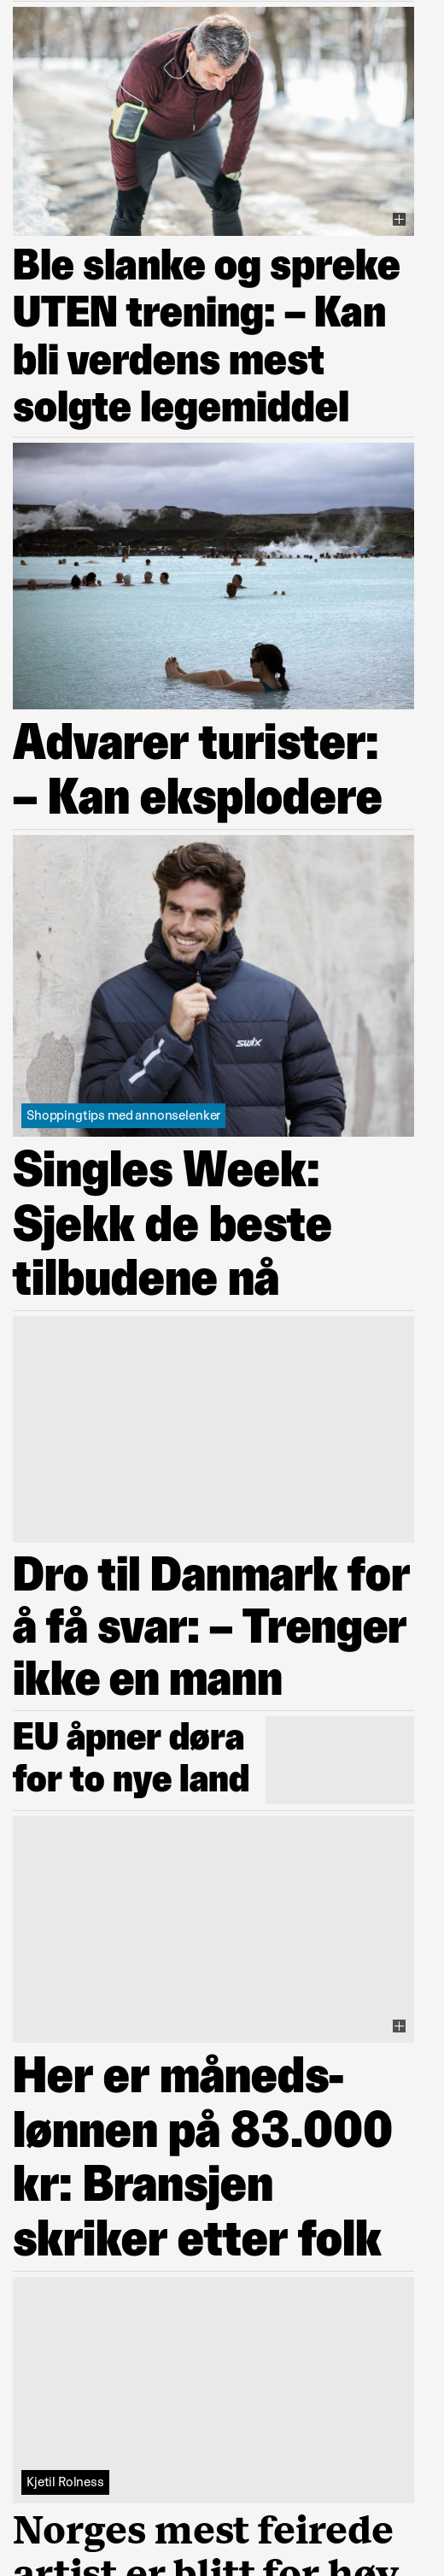 Ble slanke og spreke
UTEN trening: – Kan
bli verdens mest
solgte legemiddel
Advarer turister:
– Kan eksplodere
swix
Shoppingtips med annonselenker
Singles Week:
Sjekk de beste
tilbudene nå
Dro til Danmark for
å få svar: – Trenger
ikke en mann
EU åpner døra
for to nye land
Her er måneds-
lønnen på 83.000
kr: Bransjen
skriker etter folk
Kjetil Rolness
Norges mest feirede
artist er blitt for høy